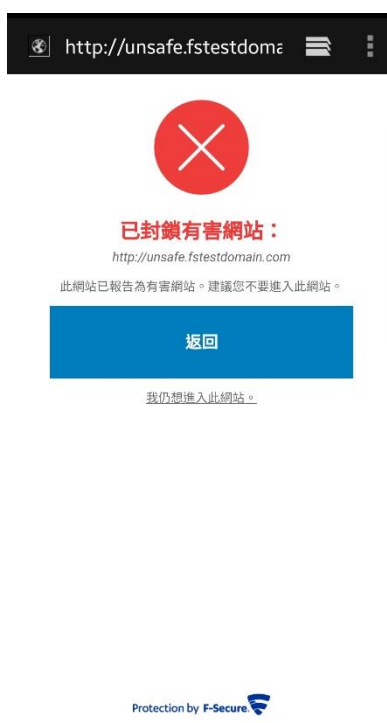 http://unsafe.fstestdoma
已封鎖有害網站：
http://unsafe.fstestdomain.com
此網站已報告為有害網站。建議您不要進入此網站。
返回
我仍想進入此網站。
Protection by F-Secure.